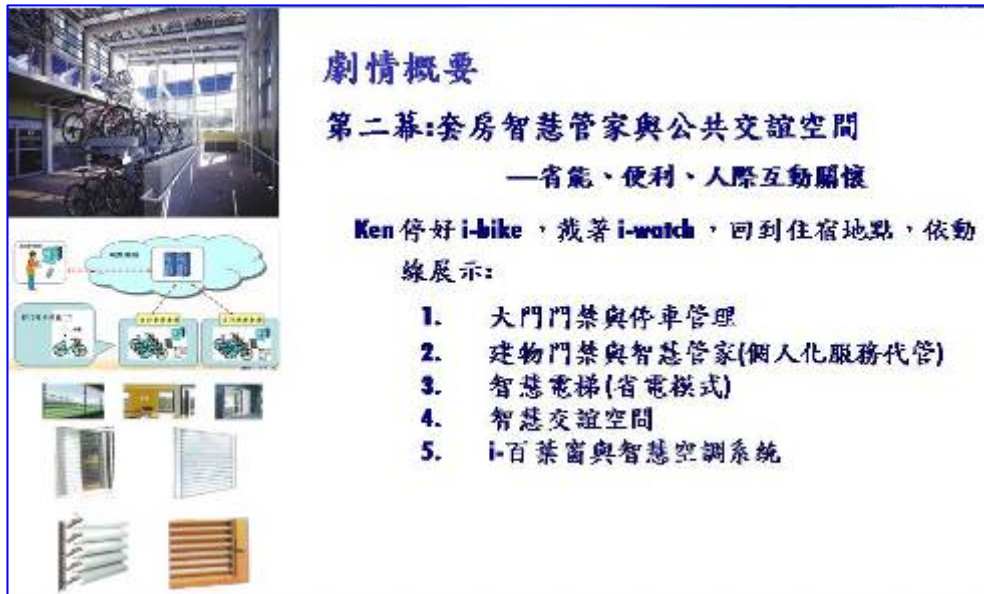 劇情概要
第二幕:套房智慧管家與公共交誼空間
—省能、便利、人際互動關懷
Ken停好i-bike，戴著i-watch，回到住宿地點，依動
線展示:
1. 大門門禁與停車管理
2. 建物門禁與智慧管家(個人化服務代管)
3. 智慧電梯(省電模式)
4. 智慧交誼空間
5. i-百葉窗與智慧空調系統